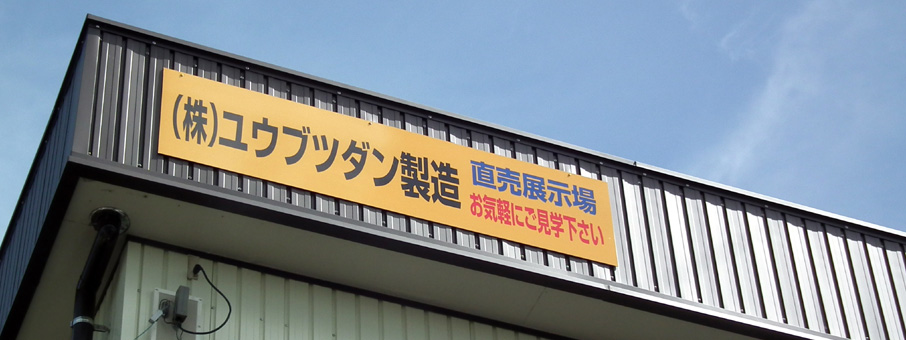 (株)ユウブツダン製造
直売展示場
お気軽にご見学下さい